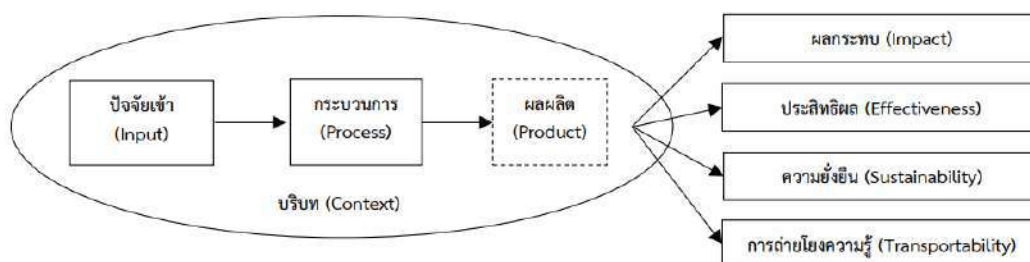 ปัจจัยเข้า
(Input)
กระบวนการ
(Process)
ผลผลิต
(Product)
บริบท (Context)
ผลกระทบ (Impact)
ประสิทธิผล (Effectiveness)
ความยั่งยืน (Sustainability)
การถ่ายโยงความรู้ (Transportability)